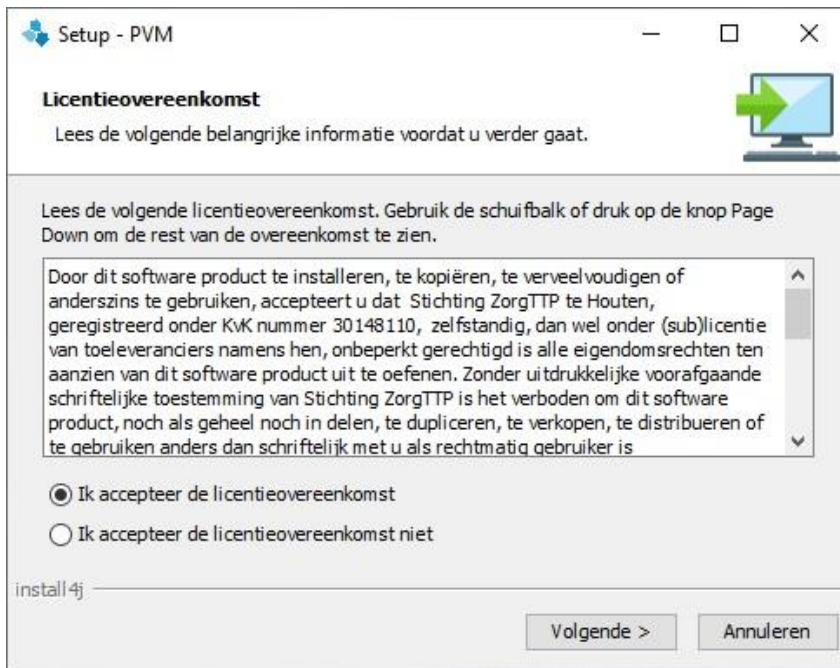 Setup - PVM
Licentieovereenkomst
Lees de volgende belangrijke informatie voordat u verder gaat.
Lees de volgende licentieovereenkomst. Gebruik de schuifbalk of druk op de knop Page
Down om de rest van de overeenkomst te zien.
Door dit software product te installeren, te kopiëren, te verveelvoudigen of
anderszins te gebruiken, accepteert u dat Stichting ZorgTTP te Houten,
geregistreerd onder KvK nummer 30148110, zelfstandig, dan wel onder (sub)licentie
van toeleveranciers namens hen, onbeperkt gerechtigd is alle eigendomsrechten ten
aanzien van dit software product uit te oefenen. Zonder uitdrukkelijke voorafgaande
schriftelijke toestemming van Stichting ZorgTTP is het verboden om dit software
product, noch als geheel noch in delen, te dupliceren, te verkopen, te distribueren of
te gebruiken anders dan schriftelijk met u als rechtmatig gebruiker is
Ik accepteer de licentieovereenkomst
Ik accepteer de licentieovereenkomst niet
install4j
Volgende >
Annuleren